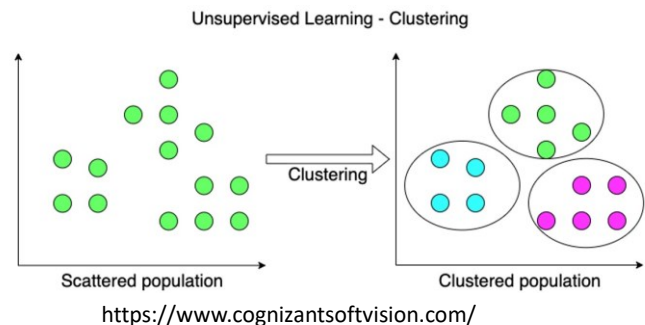 Unsupervised Learning - Clustering
Clustering
Scattered population
Clustered population
https://www.cognizantsoftvision.com/